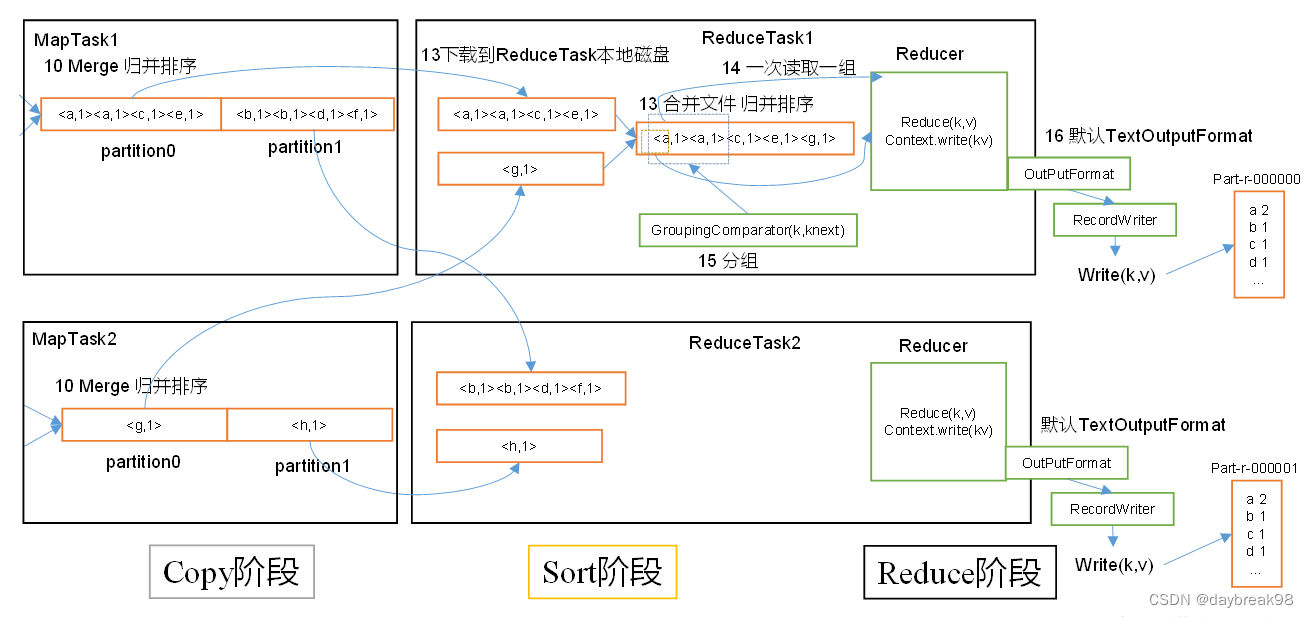 MapTask1
10 Merge 归并排序
<a,1><a,1><c,1><e,1>
<b,1><b,1><d,1><f,1>
partition0
partition1
ReduceTask1
13下载到ReduceTask本地磁盘
14 一次读取一组
Reducer
<a,1><a,1><c,1><e,1>
13 合并文件 归并排序
<a,1><a,1><c,1><e,1><g,1>
<g,1>
Reduce(k,v)
Context.write(kv)
GroupingComparator(k,knext)
15 分组
16 默认TextOutputFormat
OutPutFormat
RecordWriter
Write(k,v)
Part-r-000000
a 2
b 1
c 1
d 1
...
MapTask2
10 Merge 归并排序
<g,1>
<h,1>
partition0
partition1
ReduceTask2
Reducer
<b,1><b,1><d,1><f,1>
<h,1>
Reduce(k,v)
Context.write(kv)
默认TextOutputFormat
OutPutFormat
RecordWriter
Write(k,v)
Part-r-000001
a 2
b 1
c 1
d 1
...
Copy阶段
Sort阶段
Reduce阶段
CSDN @daybreak98